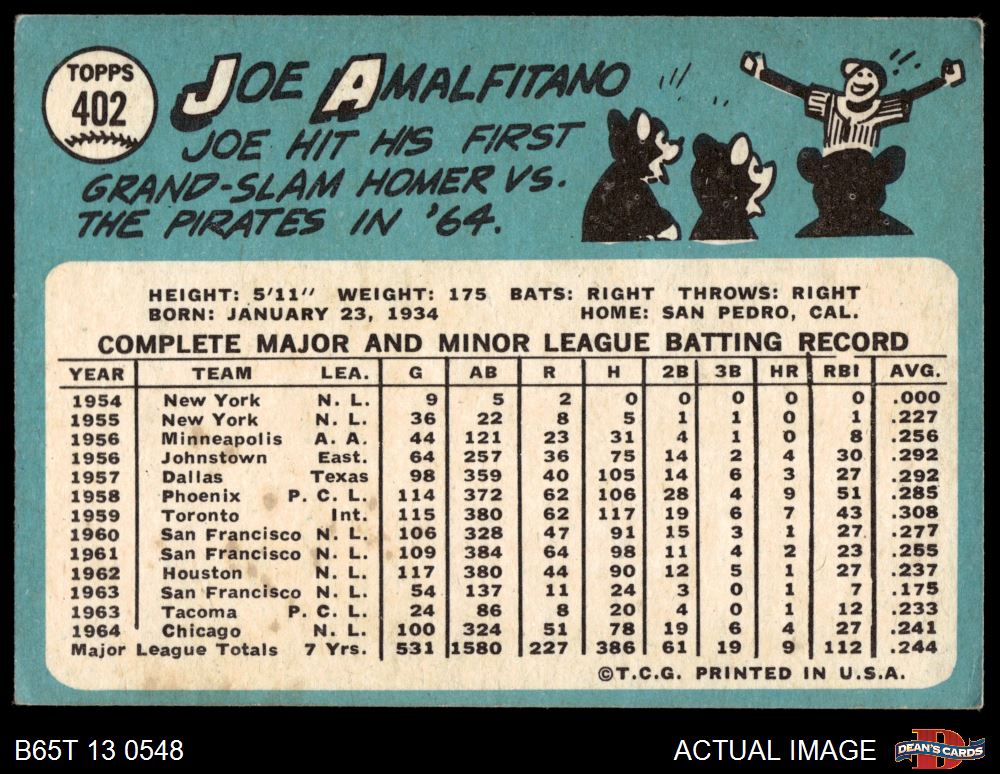 TOPPS
402
JOE AMALFITANO
JOE HIT HIS FIRST
GRAND-SLAM HOMER VS.
THE PIRATES IN '64.
HEIGHT: 5'11" WEIGHT: 175 BATS: RIGHT THROWS: RIGHT
BORN: JANUARY 23, 1934 HOME: SAN PEDRO, CAL.
COMPLETE MAJOR AND MINOR LEAGUE BATTING RECORD
YEAR TEAM LEA. G AB R H 2B 3B HR RBI AVG.
1954 New York N. L. 9 5 2 0 0 0 0 0 .000
1955 New York N. L. 36 22 8 5 1 1 0 1 .227
1956 Minneapolis A. A. 44 121 23 31 4 1 0 8 .256
1956 Johnstown East. 64 257 36 75 14 2 4 30 .292
1957 Dallas Texas 98 359 40 105 14 6 3 27 .292
1958 Phoenix P. C. L. 114 372 62 106 28 4 9 51 .285
1959 Toronto Int. 115 380 62 117 19 6 7 43 .308
1960 San Francisco N. L. 106 328 47 91 15 3 1 27 .277
1961 San Francisco N. L. 109 384 64 98 11 4 2 23 .255
1962 Houston N. L. 117 380 44 90 12 5 1 27 .237
1963 San Francisco N. L. 54 137 11 24 3 0 1 7 .175
1963 Tacoma P. C. L. 24 86 8 20 4 0 1 12 .233
1964 Chicago N. L. 100 324 51 78 19 6 4 27 .241
Major League Totals 7 Yrs. 531 1580 227 386 61 19 9 112 .244
©T.C.G. PRINTED IN U.S.A.
B65T 13 0548 ACTUAL IMAGE DEAN'S CARDS